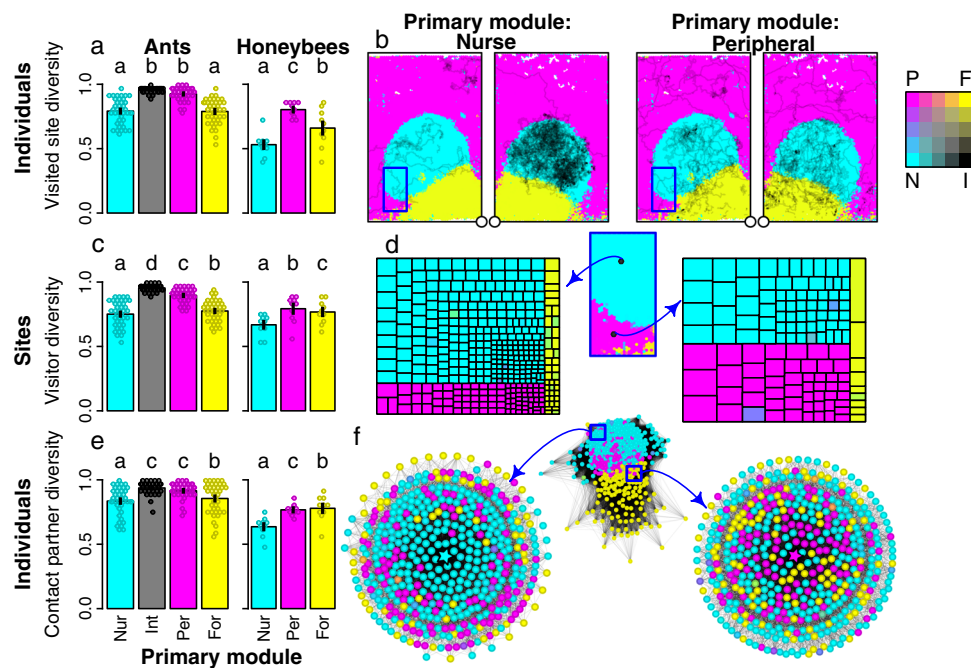 Primary module:
Nurse
Primary module:
Peripheral
a
Ants
Honeybees
b
Individuals
Visited site diversity
1.0
0.5
0.0
a b b a
a c b
P F
N I
c
Sites
Visitor diversity
1.0
0.5
0.0
a d c b
a b c
d
e
Individuals
Contact partner diversity
1.0
0.5
0.0
a c c b
a c b
f
Nur Int Per For
Nur Per For
Primary module